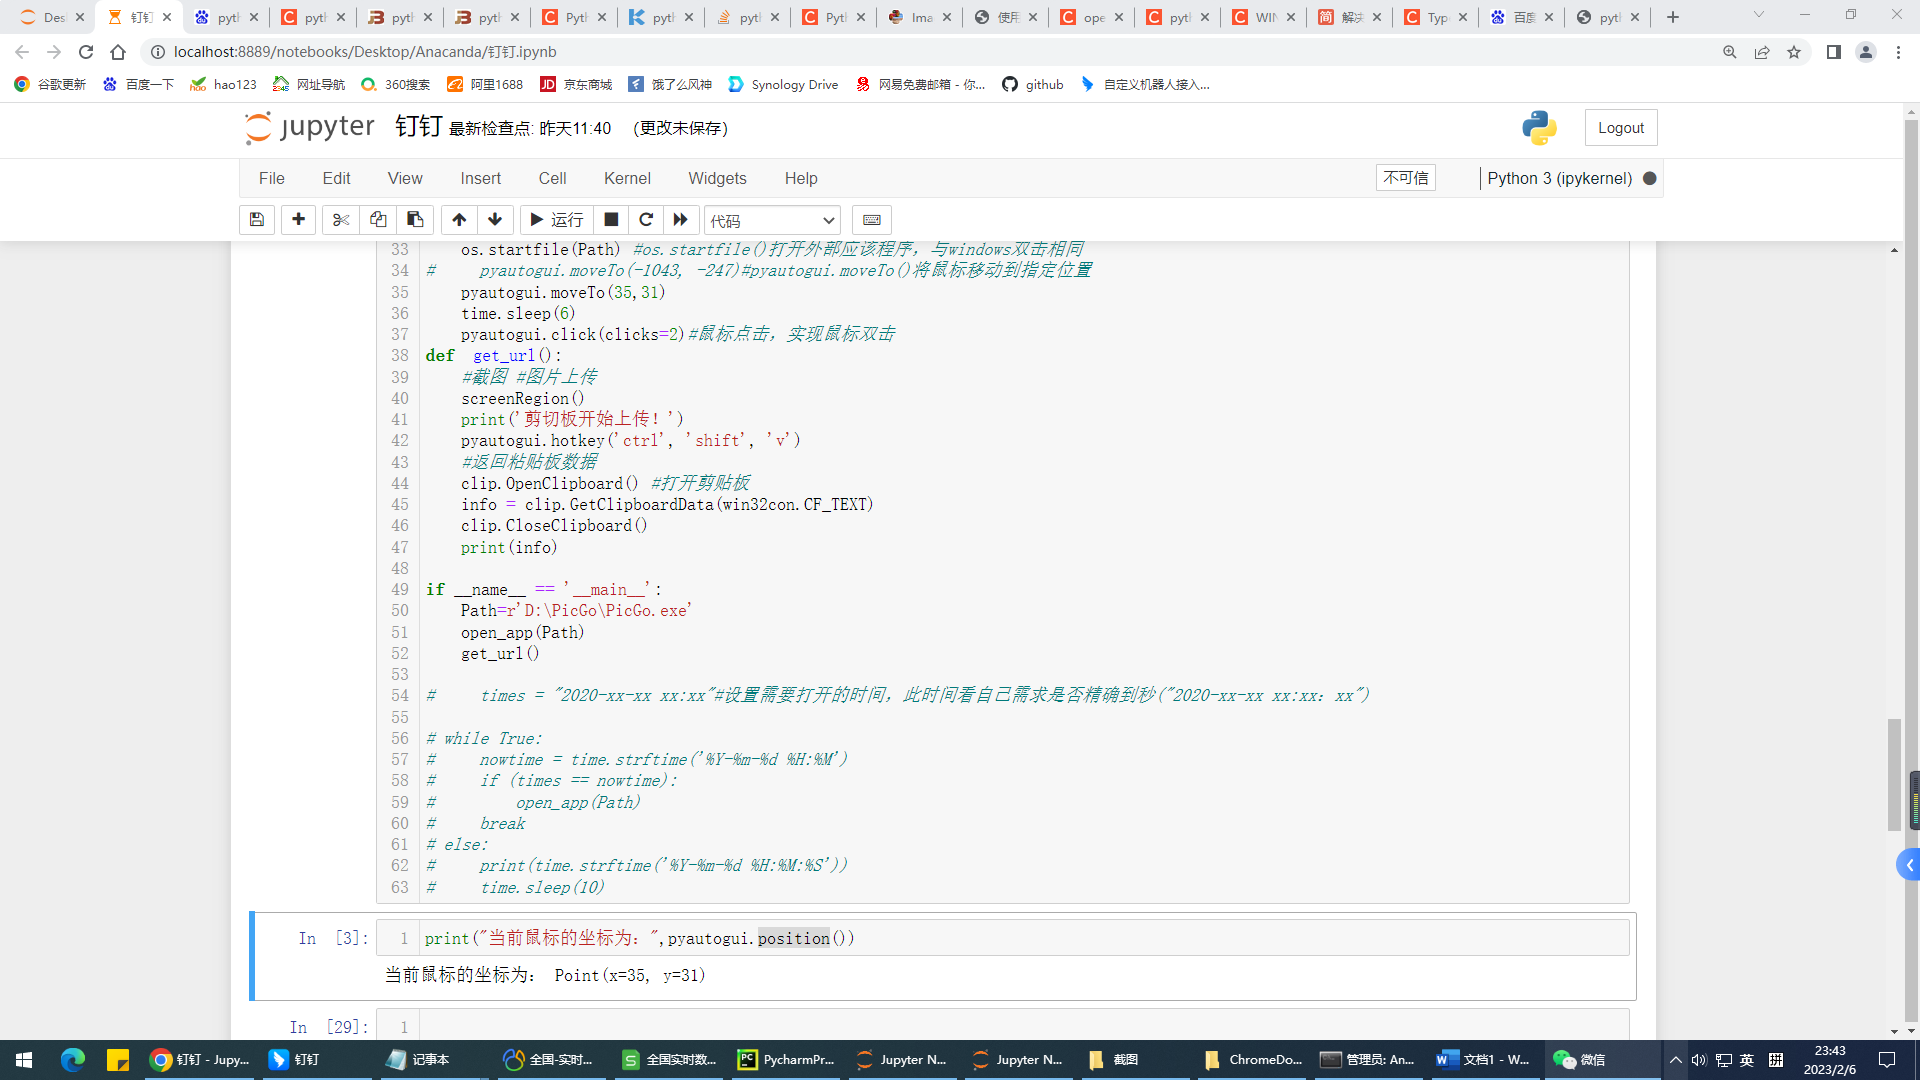 Desl
钉钉
pyth
pyth
pyth
pyth
Pyth
pyth
pyth
Pyth
Ima
使用
ope
pyth
WIN
解决
Type
百度
pyth
localhost:8889/notebooks/Desktop/Anacanda/钉钉.ipynb
谷歌更新 百度一下 hao123 网址导航 360搜索 阿里1688 京东商城 饿了么风神 Synology Drive 网易免费邮箱 - 你... github 自定义机器人接入...
jupyter 钉钉 最新检查点: 昨天11:40 (更改未保存) Logout
File Edit View Insert Cell Kernel Widgets Help 不可信 Python 3 (ipykernel)
运行 代码
33     os.startfile(Path) #os.startfile()打开外部应该程序，与windows双击相同
34 #     pyautogui.moveTo(-1043, -247)#pyautogui.moveTo()将鼠标移动到指定位置
35     pyautogui.moveTo(35,31)
36     time.sleep(6)
37     pyautogui.click(clicks=2)#鼠标点击，实现鼠标双击
38 def  get_url():
39     #截图 #图片上传
40     screenRegion()
41     print('剪切板开始上传！')
42     pyautogui.hotkey('ctrl', 'shift', 'v')
43     #返回粘贴板数据
44     clip.OpenClipboard() #打开剪贴板
45     info = clip.GetClipboardData(win32con.CF_TEXT)
46     clip.CloseClipboard()
47     print(info)
48
49 if __name__ == '__main__':
50     Path=r'D:\PicGo\PicGo.exe'
51     open_app(Path)
52     get_url()
53
54 #     times = "2020-xx-xx xx:xx"#设置需要打开的时间，此时间看自己需求是否精确到秒("2020-xx-xx xx:xx：xx")
55
56 # while True:
57 #     nowtime = time.strftime('%Y-%m-%d %H:%M')
58 #     if (times == nowtime):
59 #         open_app(Path)
60 #     break
61 # else:
62 #     print(time.strftime('%Y-%m-%d %H:%M:%S'))
63 #     time.sleep(10)
In [3]: 1 print("当前鼠标的坐标为：",pyautogui.position())
当前鼠标的坐标为： Point(x=35, y=31)
In [29]: 1
钉钉 - Jupy... 钉钉 记事本 全国-实时... 全国实时数... PycharmPr... Jupyter N... Jupyter N... 截图 ChromeDo... 管理员: An... 文档1 - W... 微信 英 拼 23:43
2023/2/6